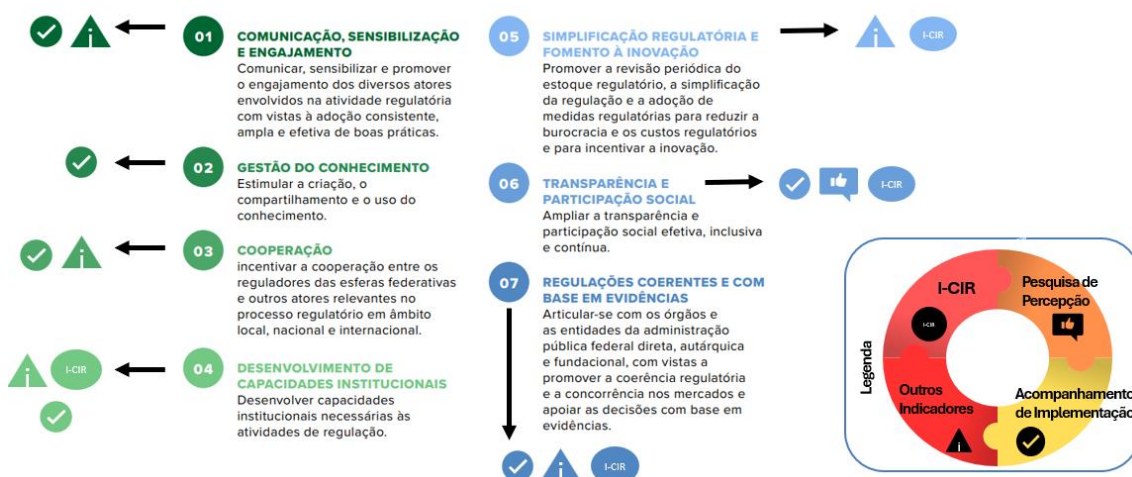 01
COMUNICAÇÃO, SENSIBILIZAÇÃO
E ENGAJAMENTO
Comunicar, sensibilizar e promover
o engajamento dos diversos atores
envolvidos na atividade regulatória
com vistas à adoção consistente,
ampla e efetiva de boas práticas.
02
GESTÃO DO CONHECIMENTO
Estimular a criação, o
compartilhamento e o uso do
conhecimento.
03
COOPERAÇÃO
incentivar a cooperação entre os
reguladores das esferas federativas
e outros atores relevantes no
processo regulatório em âmbito
local, nacional e internacional.
I-CIR
04
DESENVOLVIMENTO DE
CAPACIDADES INSTITUCIONAIS
Desenvolver capacidades
institucionais necessárias às
atividades de regulação.
05
SIMPLIFICAÇÃO REGULATÓRIA E
FOMENTO À INOVAÇÃO
I-CIR
Promover a revisão periódica do
estoque regulatório, a simplificação
da regulação e a adoção de
medidas regulatórias para reduzir a
burocracia e os custos regulatórios
e para incentivar a inovação.
06
TRANSPARÊNCIA E
PARTICIPAÇÃO SOCIAL
I-CIR
Ampliar a transparência e
participação social efetiva, inclusiva
e contínua.
07
REGULAÇÕES COERENTES E COM
BASE EM EVIDÊNCIAS
Articular-se com os órgãos e
as entidades da administração
pública federal direta, autárquica
e fundacional, com vistas a
promover a coerência regulatória
e a concorrência nos mercados e
apoiar as decisões com base em
evidências.
I-CIR
Legenda
I-CIR
I-CIR
Pesquisa de
Percepção
Outros
Indicadores
Acompanhamento
de Implementação